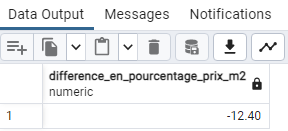 Data Output Messages Notifications
difference_en_pourcentage_prix_m2
numeric
1 -12.40